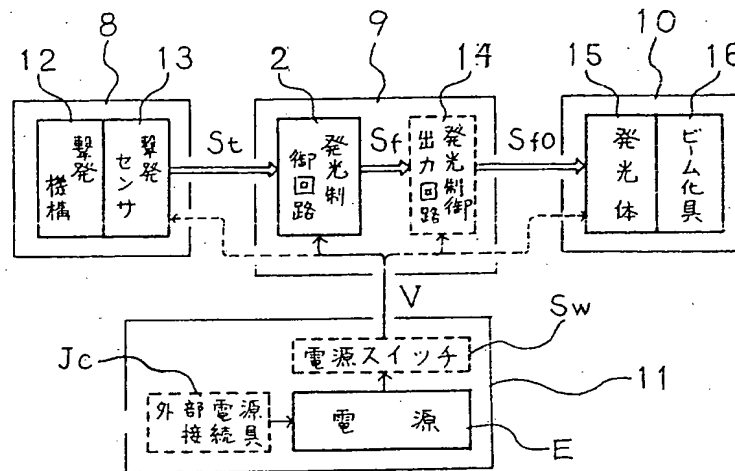 8
9
10
12
13
2
14
15
16
撃発
機構
撃発
センサ
St
発光制
御回路
Sf
発光制御
出力回路
Sf0
発光体
ビーム化具
V
Sw
電源スイッチ
Jc
外部電源
接続具
電源
11
E